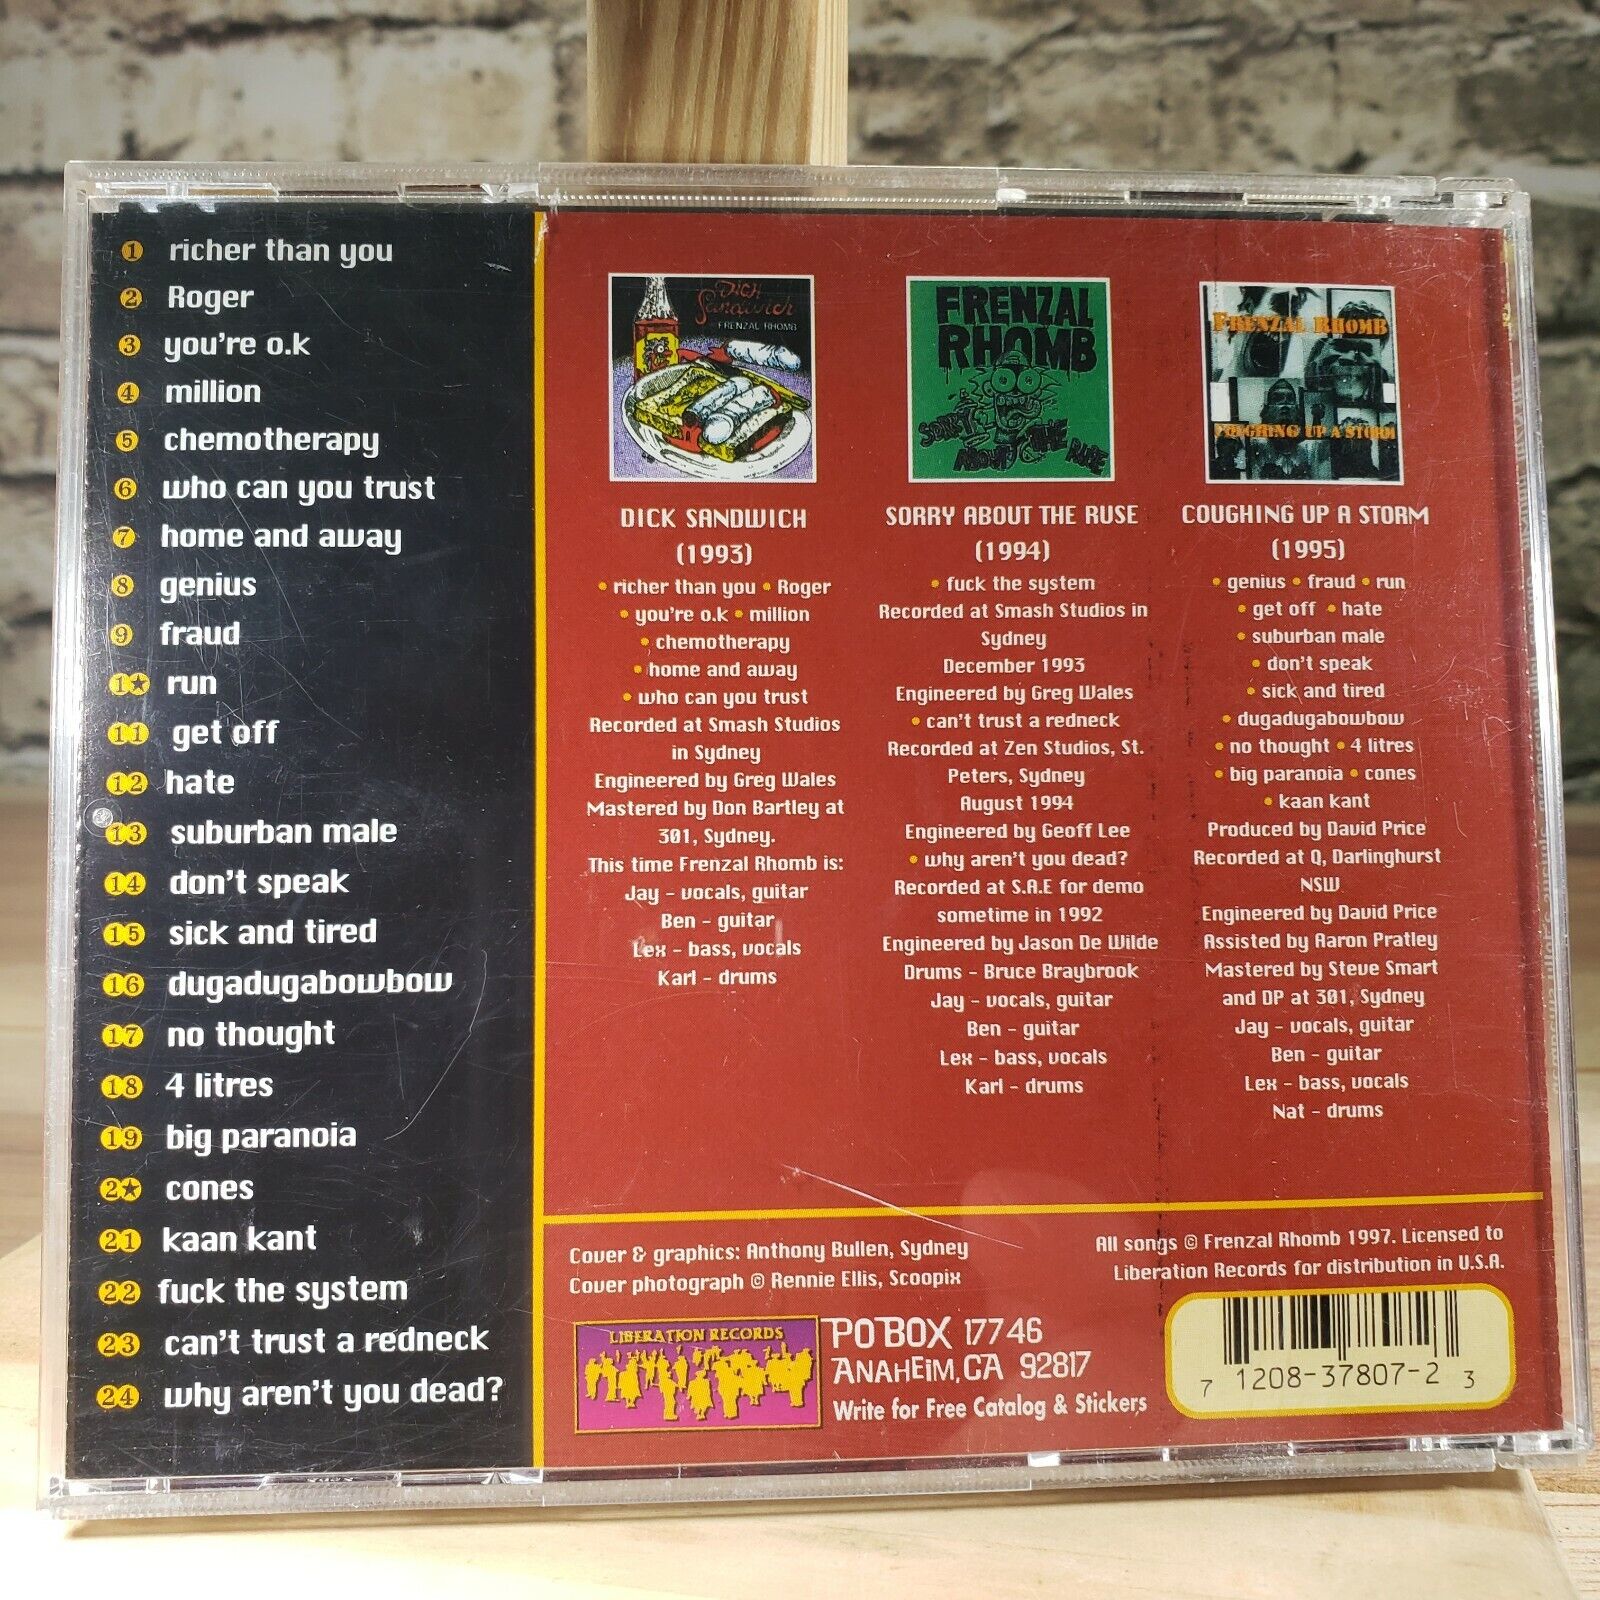 1 richer than you
2 Roger
3 you're o.k
4 million
5 chemotherapy
6 who can you trust
7 home and away
8 genius
9 fraud
1★ run
11 get off
12 hate
13 suburban male
14 don't speak
15 sick and tired
16 dugadugabowbow
17 no thought
18 4 litres
19 big paranoia
2★ cones
21 kaan kant
22 fuck the system
23 can't trust a redneck
24 why aren't you dead?
Dick
Sandwich
FRENZAL RHOMB
DICK SANDWICH
(1993)
• richer than you • Roger
• you're o.k • million
• chemotherapy
• home and away
• who can you trust
Recorded at Smash Studios
in Sydney
Engineered by Greg Wales
Mastered by Don Bartley at
301, Sydney.
This time Frenzal Rhomb is:
Jay - vocals, guitar
Ben - guitar
Lex - bass, vocals
Karl - drums
FRENZAL
RHOMB
SORRY
ABOUT THE RUSE
SORRY ABOUT THE RUSE
(1994)
• fuck the system
Recorded at Smash Studios in
Sydney
December 1993
Engineered by Greg Wales
• can't trust a redneck
Recorded at Zen Studios, St.
Peters, Sydney
August 1994
Engineered by Geoff Lee
• why aren't you dead?
Recorded at S.A.E for demo
sometime in 1992
Engineered by Jason De Wilde
Drums - Bruce Braybrook
Jay - vocals, guitar
Ben - guitar
Lex - bass, vocals
Karl - drums
FRENZAL RHOMB
COUGHING UP A STORM
COUGHING UP A STORM
(1995)
• genius • fraud • run
• get off • hate
• suburban male
• don't speak
• sick and tired
• dugadugabowbow
• no thought • 4 litres
• big paranoia • cones
• kaan kant
Produced by David Price
Recorded at Q, Darlinghurst
NSW
Engineered by David Price
Assisted by Aaron Pratley
Mastered by Steve Smart
and DP at 301, Sydney
Jay - vocals, guitar
Ben - guitar
Lex - bass, vocals
Nat - drums
Cover & graphics: Anthony Bullen, Sydney
Cover photograph © Rennie Ellis, Scoopix
All songs © Frenzal Rhomb 1997. Licensed to
Liberation Records for distribution in U.S.A.
LIBERATION RECORDS
PO BOX 17746
ANAHEIM, CA 92817
Write for Free Catalog & Stickers
7 1208-37807-2 3